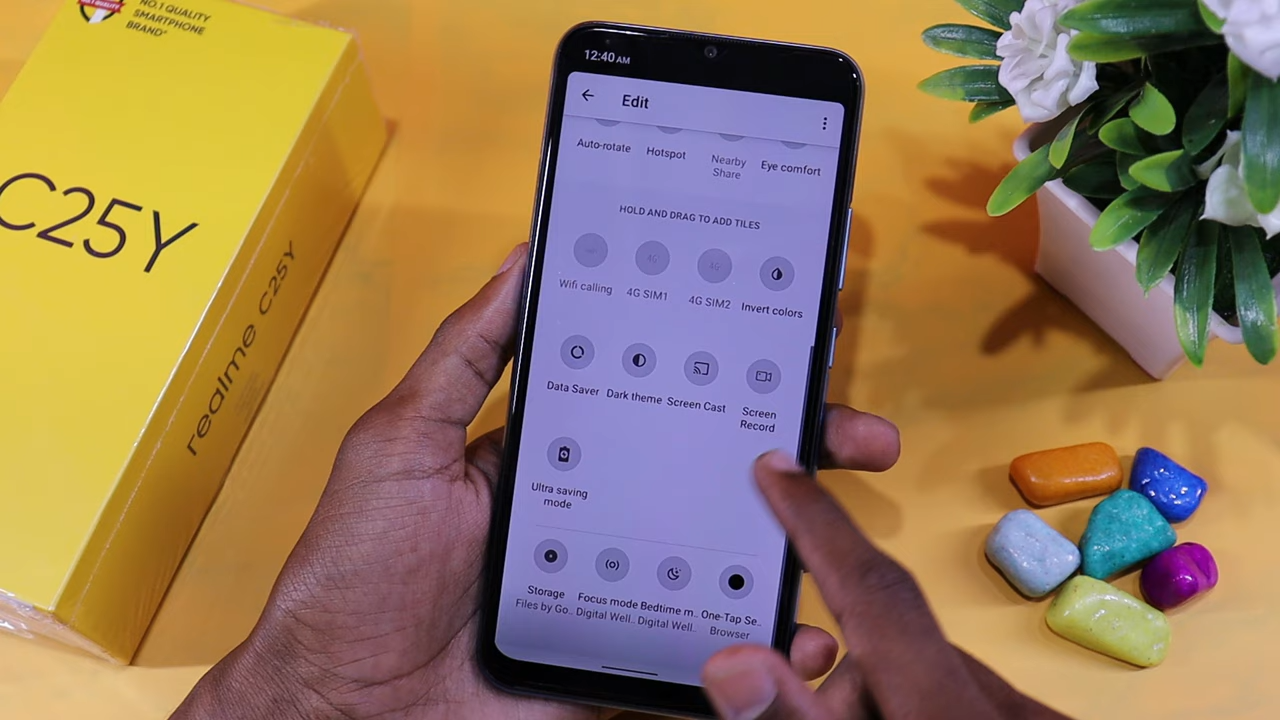 NO.1 QUALITY
SMARTPHONE
BRAND*
C25Y
realme C25Y
12:40 AM
Edit
Auto-rotate
Hotspot
Nearby
Share
Eye comfort
HOLD AND DRAG TO ADD TILES
Wifi calling
4G SIM1
4G SIM2
Invert colors
Data Saver
Dark theme
Screen Cast
Screen
Record
Ultra saving
mode
Storage
Files by Go..
Focus mode
Digital Well..
Bedtime m..
Digital Well..
One-Tap Se..
Browser